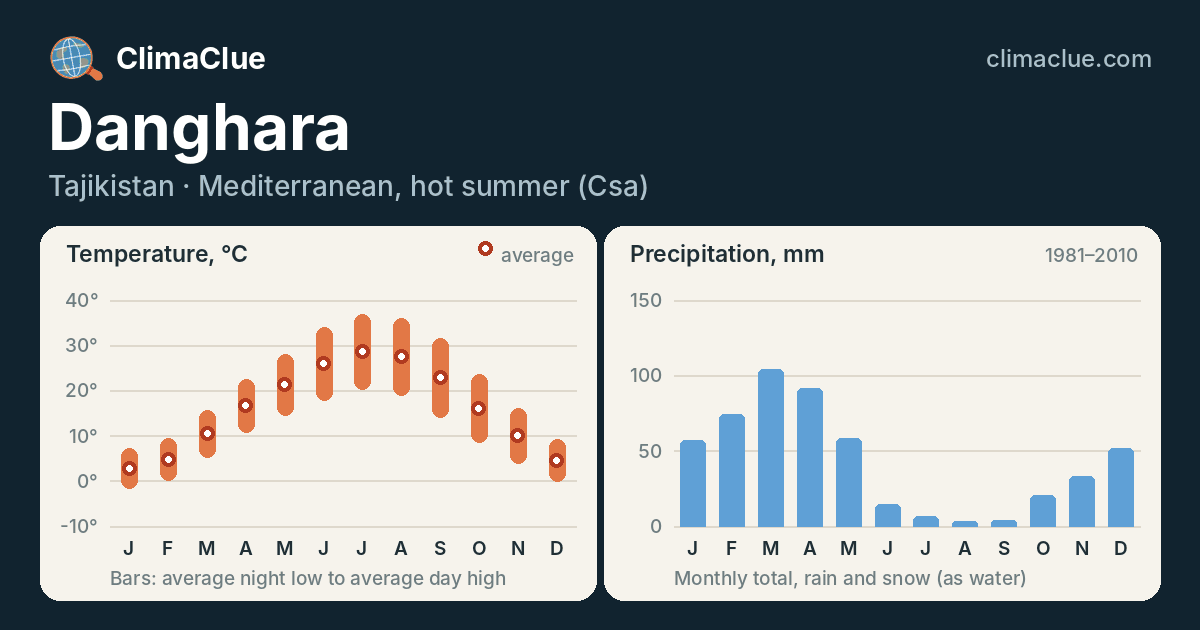 ClimaClue
climaclue.com
Danghara
Tajikistan · Mediterranean, hot summer (Csa)
Temperature, °C
average
40°
30°
20°
10°
0°
-10°
J F M A M J J A S O N D
Bars: average night low to average day high
Precipitation, mm
1981–2010
150
100
50
0
J F M A M J J A S O N D
Monthly total, rain and snow (as water)